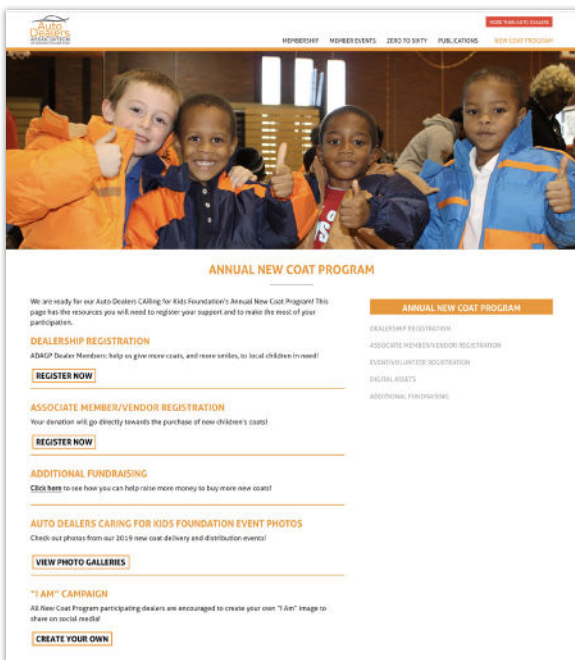 MORE THAN AUTO DEALERS
Auto
Dealers
ASSOCIATION
MEMBERSHIP MEMBER EVENTS ZERO TO SIXTY PUBLICATIONS NEW COAT PROGRAM
ANNUAL NEW COAT PROGRAM
We are ready for our Auto Dealers CARing for Kids Foundation's Annual New Coat Program! This
page has the resources you will need to register your support and to make the most of your
participation.
DEALERSHIP REGISTRATION
ADAGP Dealer Members: help us give more coats, and more smiles, to local children in need!
REGISTER NOW
ASSOCIATE MEMBER/VENDOR REGISTRATION
Your donation will go directly towards the purchase of new children's coats!
REGISTER NOW
ADDITIONAL FUNDRAISING
Click here to see how you can help raise more money to buy more new coats!
AUTO DEALERS CARING FOR KIDS FOUNDATION EVENT PHOTOS
Check out photos from our 2019 new coat delivery and distribution events!
VIEW PHOTO GALLERIES
"I AM" CAMPAIGN
All New Coat Program participating dealers are encouraged to create your own "I Am" image to
share on social media!
CREATE YOUR OWN
ANNUAL NEW COAT PROGRAM
DEALERSHIP REGISTRATION
ASSOCIATE MEMBER/VENDOR REGISTRATION
EVENT/VOLUNTEER REGISTRATION
DIGITAL ASSETS
ADDITIONAL FUNDRAISING